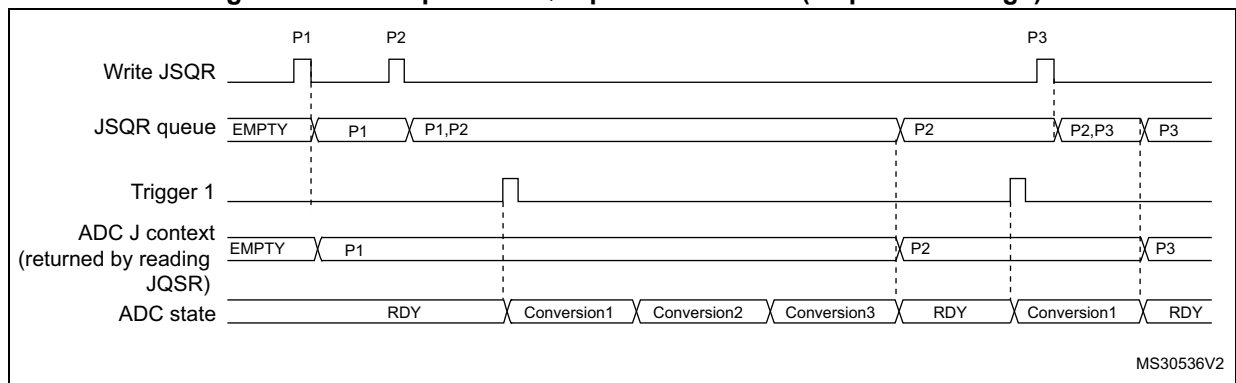 P1 P2 P3
Write JSQR
JSQR queue EMPTY P1 P1,P2 P2 P2,P3 P3
Trigger 1
ADC J context
(returned by reading
JQSR)
EMPTY P1 P2 P3
ADC state RDY Conversion1 Conversion2 Conversion3 RDY Conversion1 RDY
MS30536V2